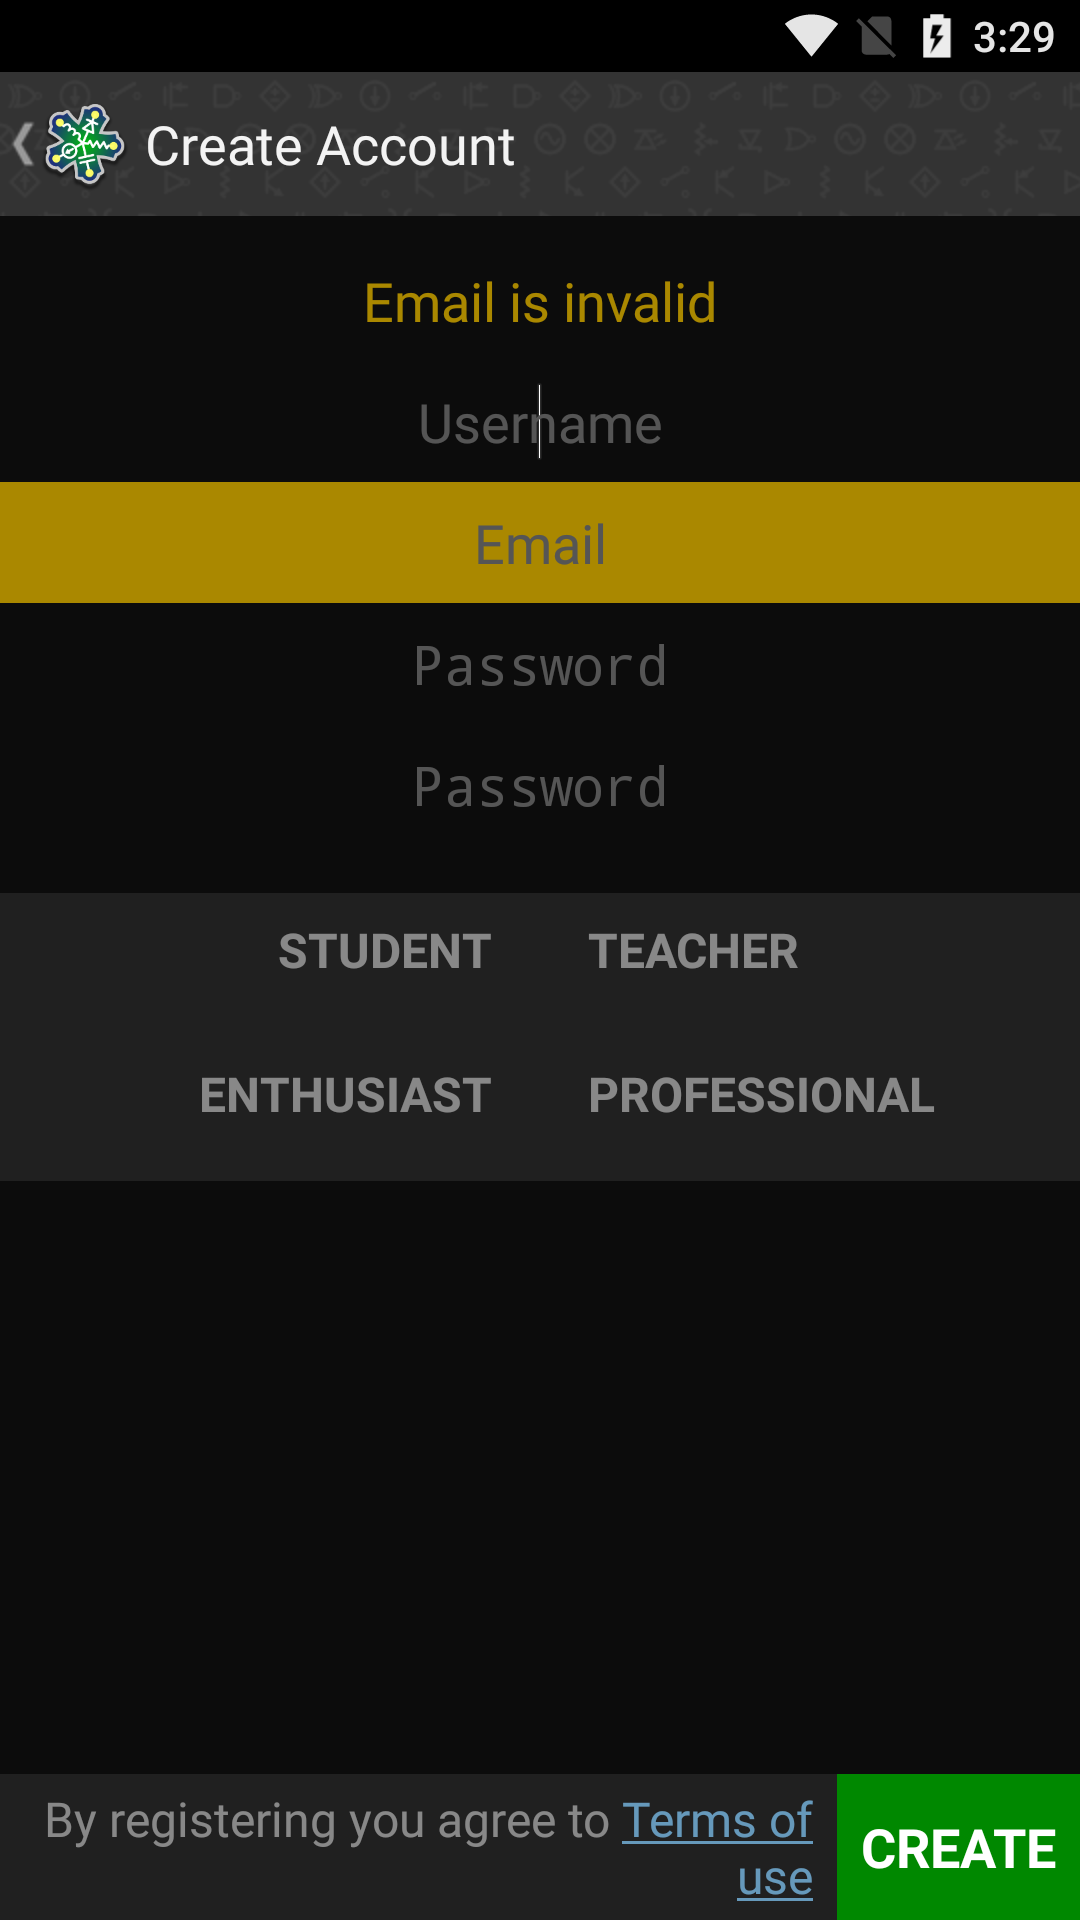 3:29
Create Account
Email is invalid
Username
Email
Password
Password
STUDENT TEACHER
ENTHUSIAST PROFESSIONAL
By registering you agree to Terms of
use
CREATE